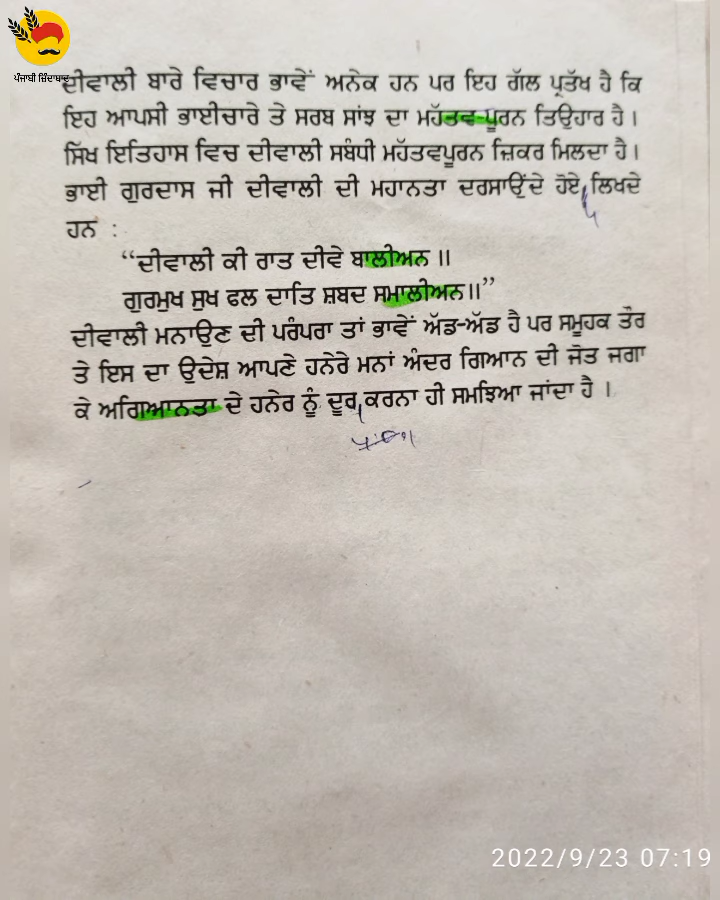 ਪੰਜਾਬੀ ਜ਼ਿੰਦਾਬਾਦ
ਦੀਵਾਲੀ ਬਾਰੇ ਵਿਚਾਰ ਭਾਵੇਂ ਅਨੇਕ ਹਨ ਪਰ ਇਹ ਗੱਲ ਪ੍ਰਤੱਖ ਹੈ ਕਿ
ਇਹ ਆਪਸੀ ਭਾਈਚਾਰੇ ਤੇ ਸਰਬ ਸਾਂਝ ਦਾ ਮਹੱਤਵ-ਪੂਰਨ ਤਿਉਹਾਰ ਹੈ।
ਸਿੱਖ ਇਤਿਹਾਸ ਵਿਚ ਦੀਵਾਲੀ ਸਬੰਧੀ ਮਹੱਤਵਪੂਰਨ ਜ਼ਿਕਰ ਮਿਲਦਾ ਹੈ।
ਭਾਈ ਗੁਰਦਾਸ ਜੀ ਦੀਵਾਲੀ ਦੀ ਮਹਾਨਤਾ ਦਰਸਾਉਂਦੇ ਹੋਏ ਲਿਖਦੇ
ਹਨ :
“ਦੀਵਾਲੀ ਕੀ ਰਾਤ ਦੀਵੇ ਬਾਲੀਅਨ॥
ਗੁਰਮੁਖ ਸੁਖ ਫਲ ਦਾਤਿ ਸ਼ਬਦ ਸਮਾਲੀਅਨ॥”
ਦੀਵਾਲੀ ਮਨਾਉਣ ਦੀ ਪਰੰਪਰਾ ਤਾਂ ਭਾਵੇਂ ਅੱਡ-ਅੱਡ ਹੈ ਪਰ ਸਮੂਹਕ ਤੌਰ
ਤੇ ਇਸ ਦਾ ਉਦੇਸ਼ ਆਪਣੇ ਹਨੇਰੇ ਮਨਾਂ ਅੰਦਰ ਗਿਆਨ ਦੀ ਜੋਤ ਜਗਾ
ਕੇ ਅਗਿਆਨਤਾ ਦੇ ਹਨੇਰ ਨੂੰ ਦੂਰ ਕਰਨਾ ਹੀ ਸਮਝਿਆ ਜਾਂਦਾ ਹੈ।
2022/9/23 07:19